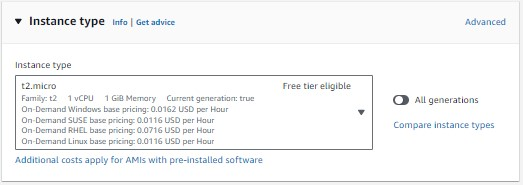 Instance type Info | Get advice
Advanced
Instance type
t2.micro
Free tier eligible
Family: t2 1 vCPU 1 GiB Memory Current generation: true
On-Demand Windows base pricing: 0.0162 USD per Hour
On-Demand SUSE base pricing: 0.0116 USD per Hour
On-Demand RHEL base pricing: 0.0716 USD per Hour
On-Demand Linux base pricing: 0.0116 USD per Hour
All generations
Compare instance types
Additional costs apply for AMIs with pre-installed software